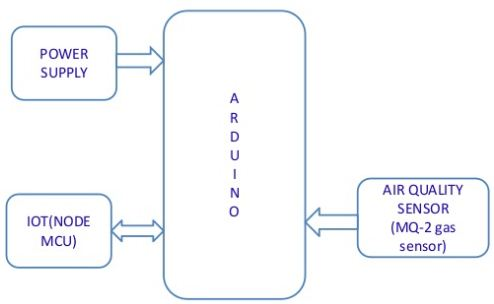 POWER
SUPPLY
A
R
D
U
I
N
O
IOT(NODE
MCU)
AIR QUALITY
SENSOR
(MQ-2 gas
sensor)